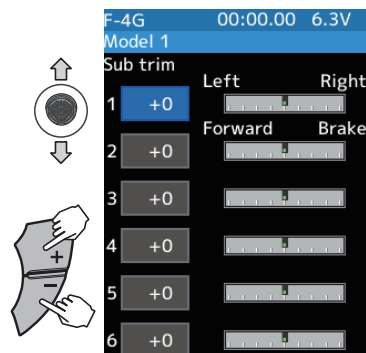 F-4G 00:00.00 6.3V
Model 1
Sub trim
Left Right
1 +0
Forward Brake
2 +0
3 +0
4 +0
5 +0
6 +0
+
−